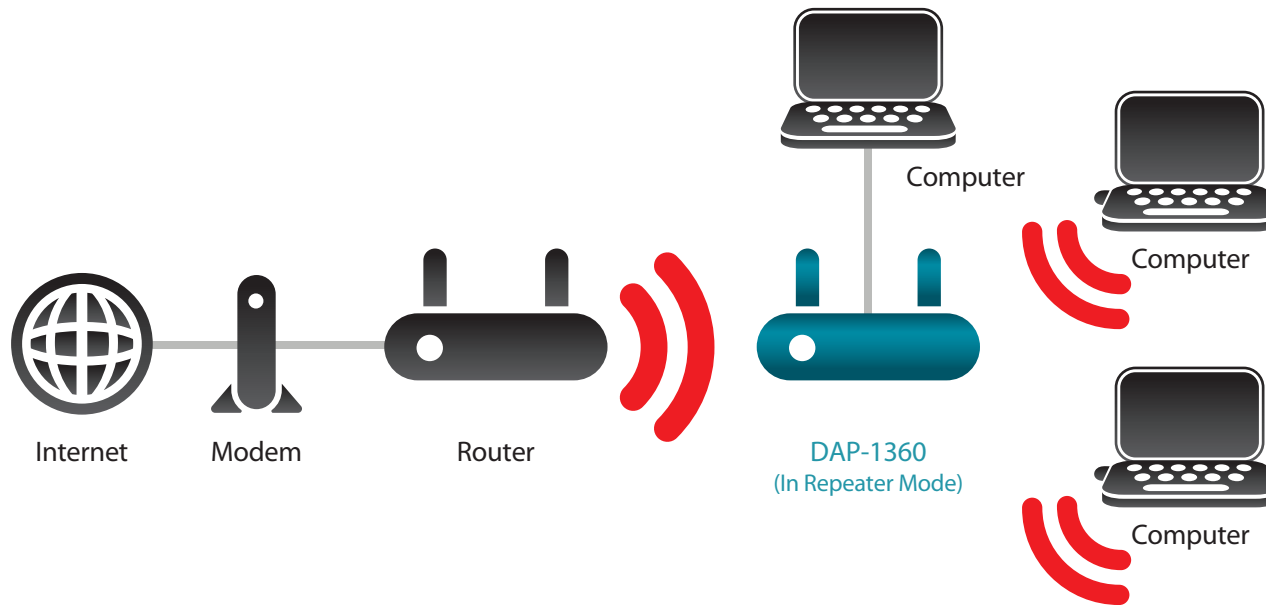 Computer
Computer
Internet
Modem
Router
DAP-1360
(In Repeater Mode)
Computer